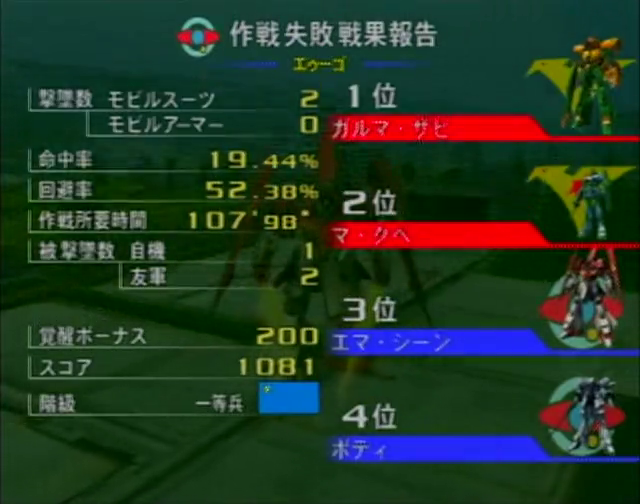 作戦失敗戦果報告
エゥーゴ
撃墜数 モビルスーツ 2
モビルアーマー 0
命中率 19.44%
回避率 52.38%
作戦所要時間 107"98"
被撃墜数 自機 1
友軍 2
覚醒ボーナス 200
スコア 1081
階級 一等兵
1位
ガルマ・ザビ
2位
マ・クベ
3位
エマ・シーン
4位
ボディ